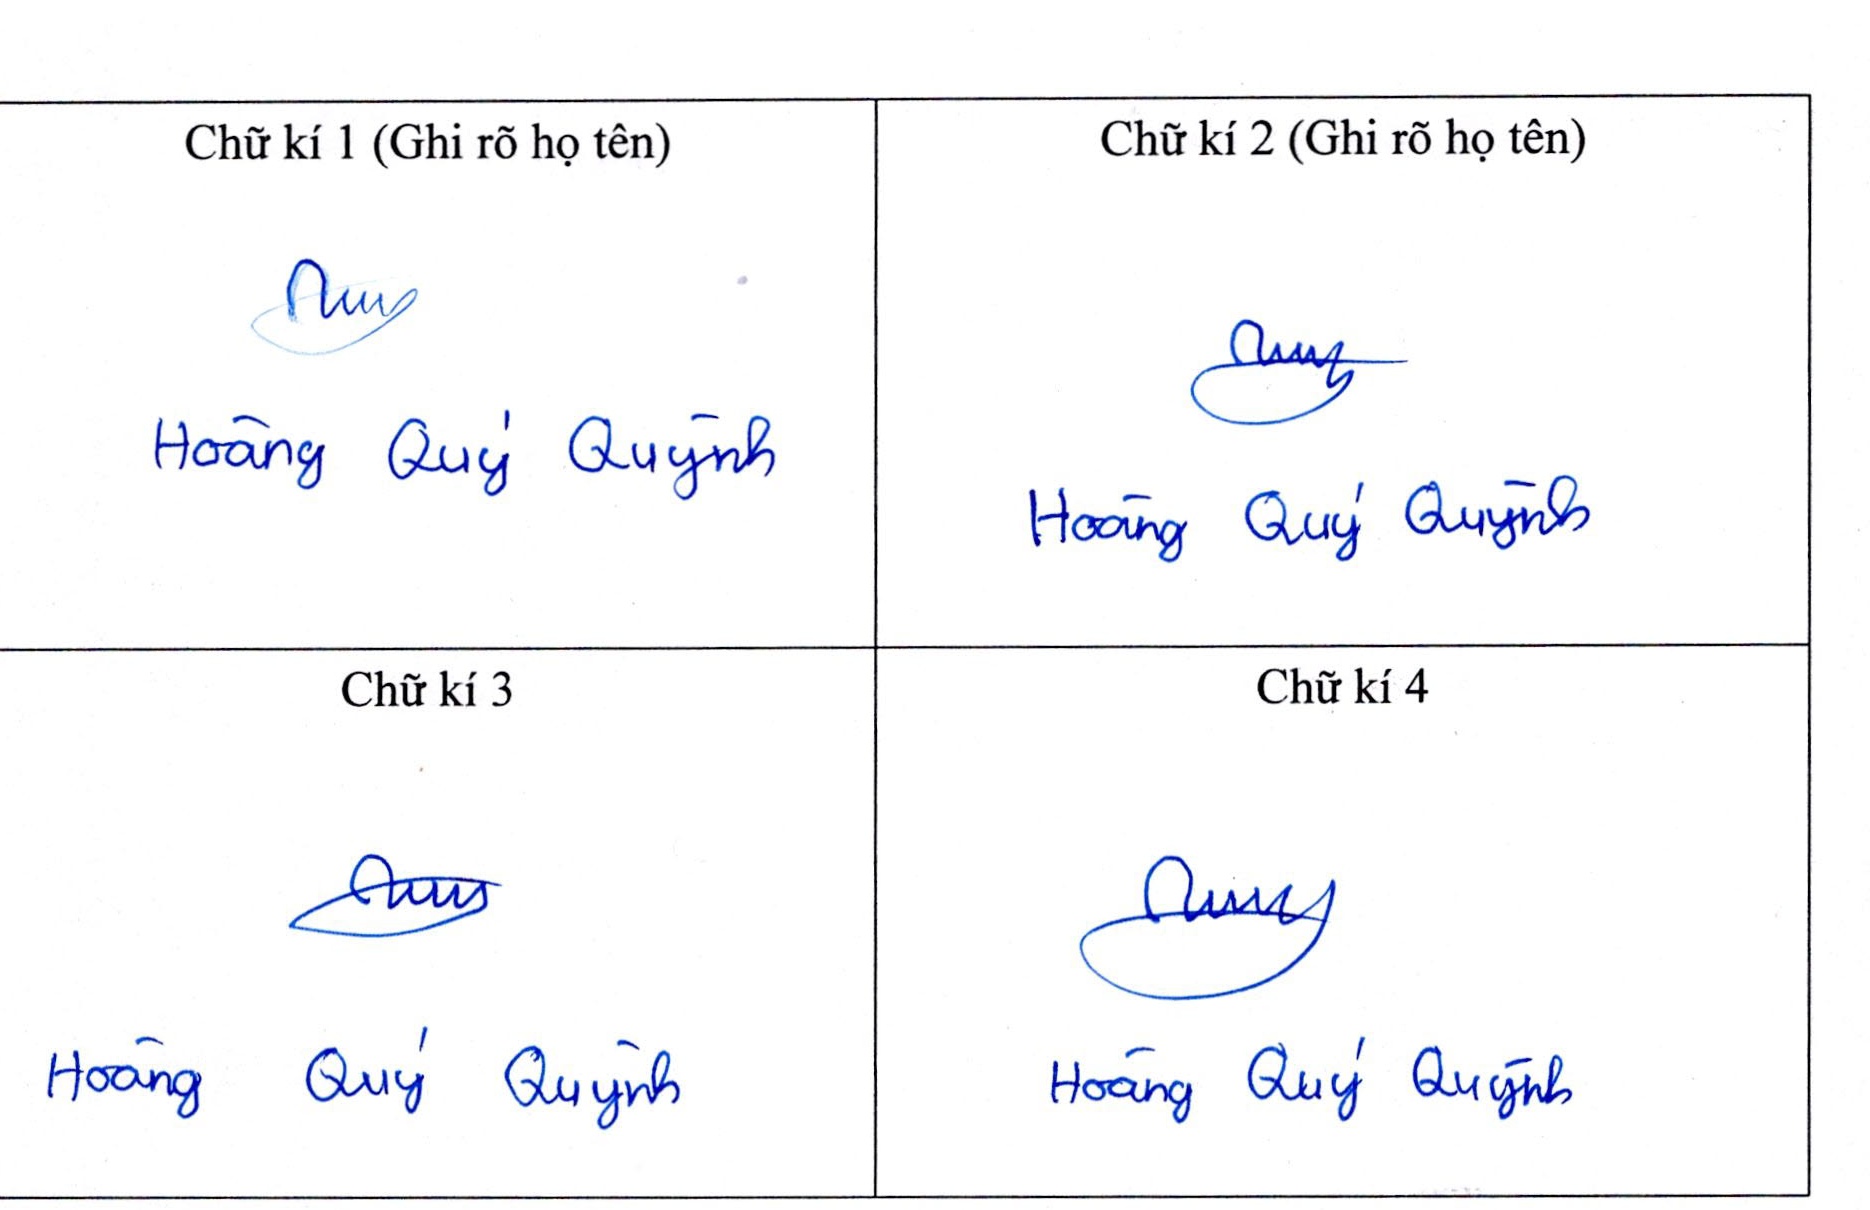 Chữ kí 1 (Ghi rõ họ tên)
Hoàng Quý Quỳnh
Chữ kí 2 (Ghi rõ họ tên)
Hoàng Quý Quỳnh
Chữ kí 3
Hoàng Quý Quỳnh
Chữ kí 4
Hoàng Quý Quỳnh